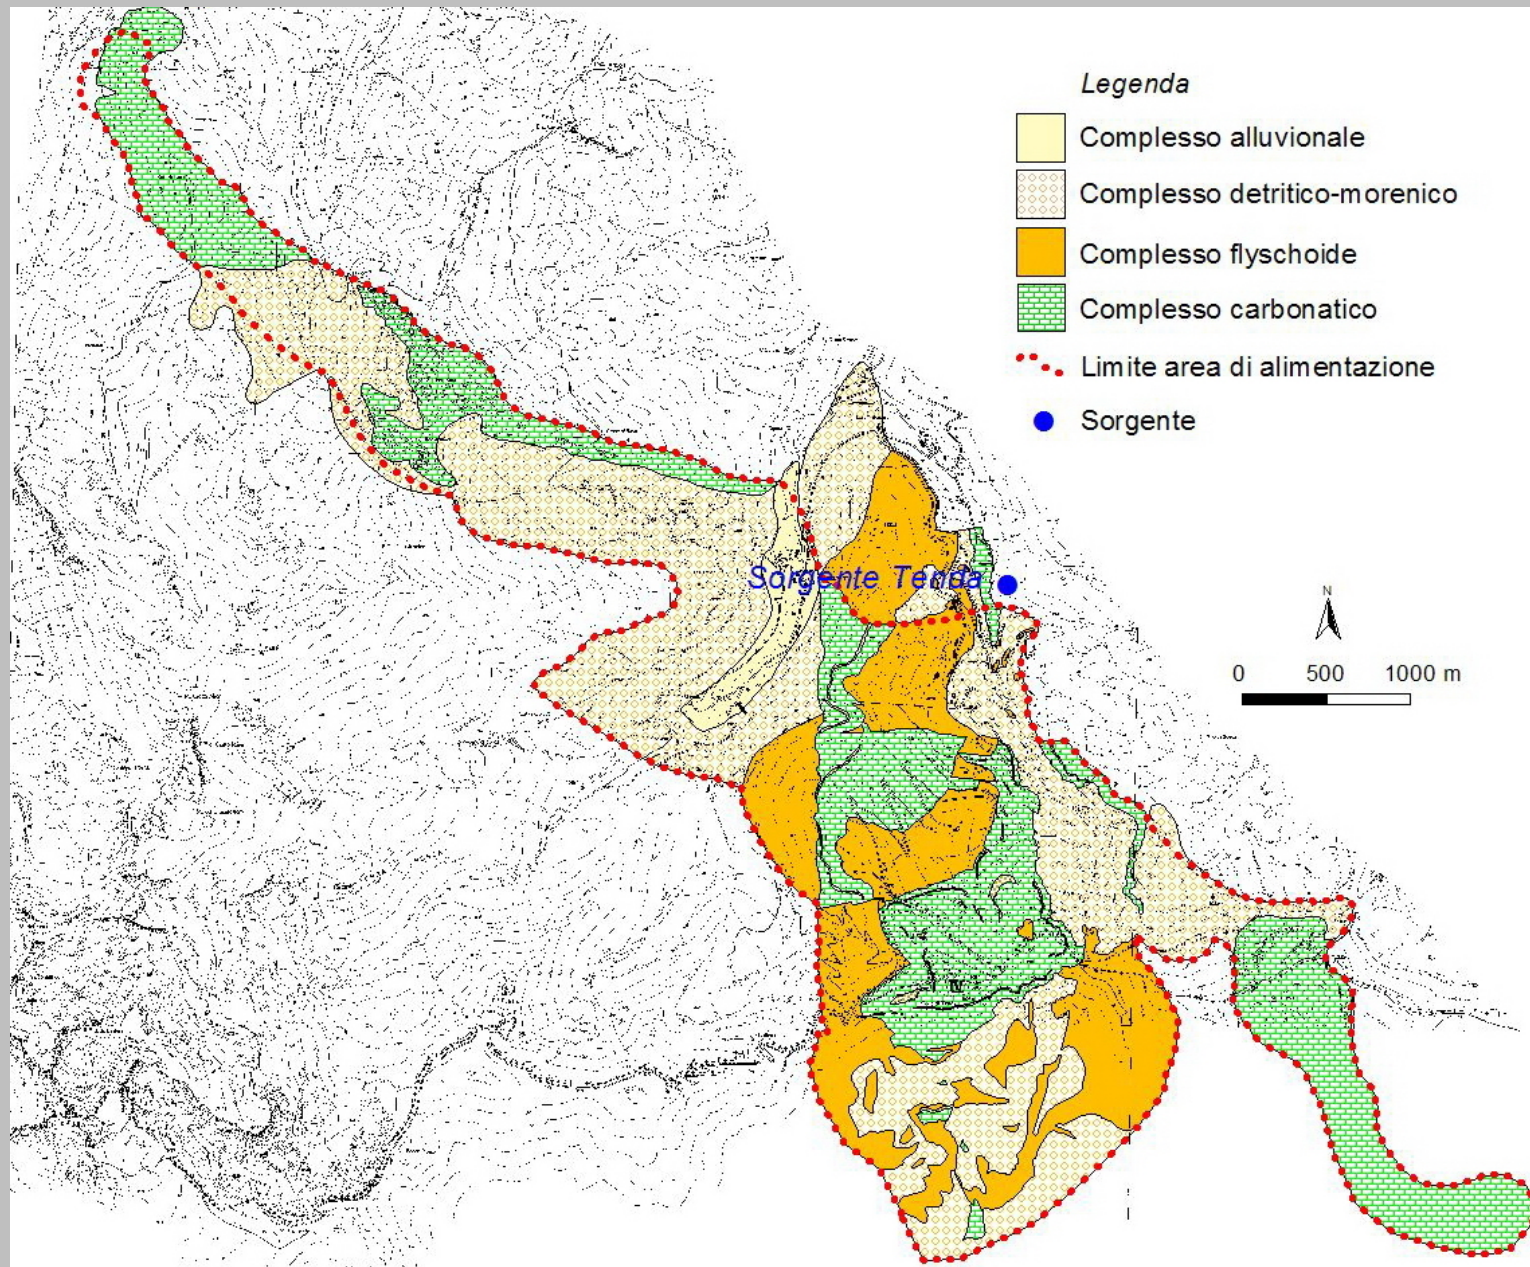 Legenda
Complesso alluvionale
Complesso detritico-morenico
Complesso flyschoide
Complesso carbonatico
Limite area di alimentazione
Sorgente
Sorgente Tenda
N
0 500 1000 m